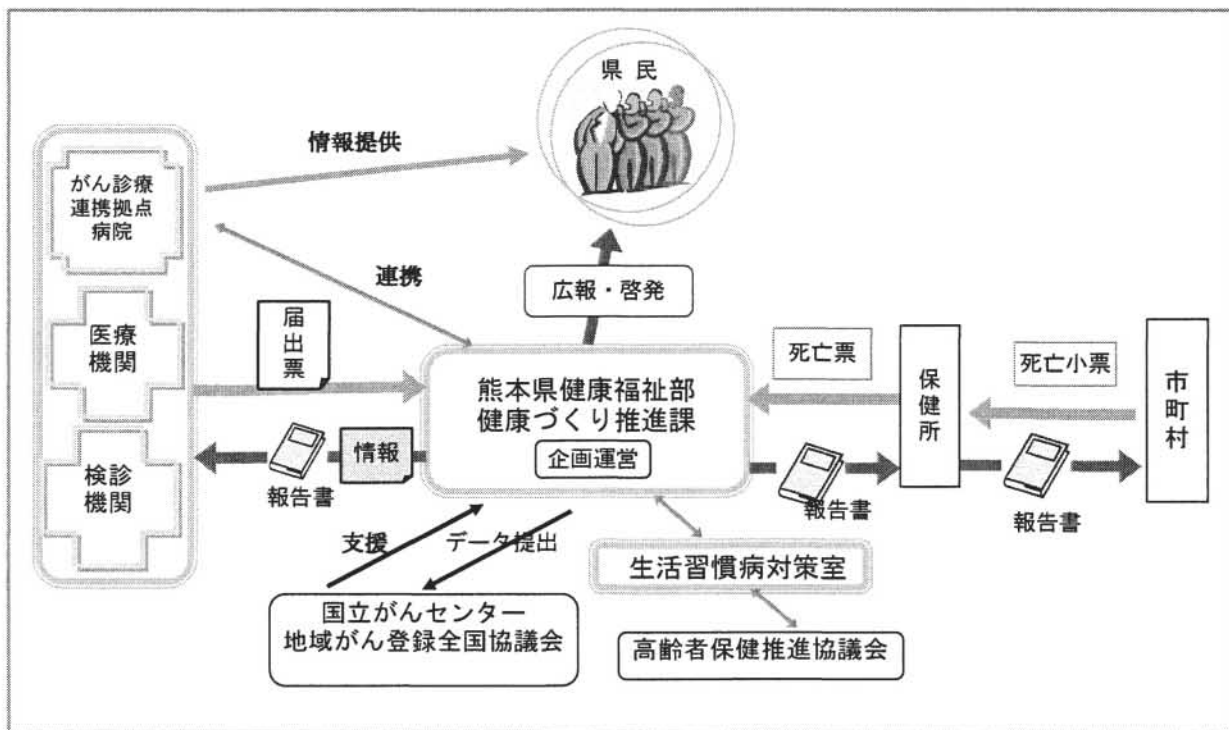 県民
情報提供
がん診療
連携拠点
病院
連携
広報・啓発
医療
機関
届出票
死亡票
保健所
死亡小票
市町村
熊本県健康福祉部
健康づくり推進課
企画運営
検診
機関
報告書
情報
報告書
報告書
支援
データ提出
生活習慣病対策室
国立がんセンター
地域がん登録全国協議会
高齢者保健推進協議会